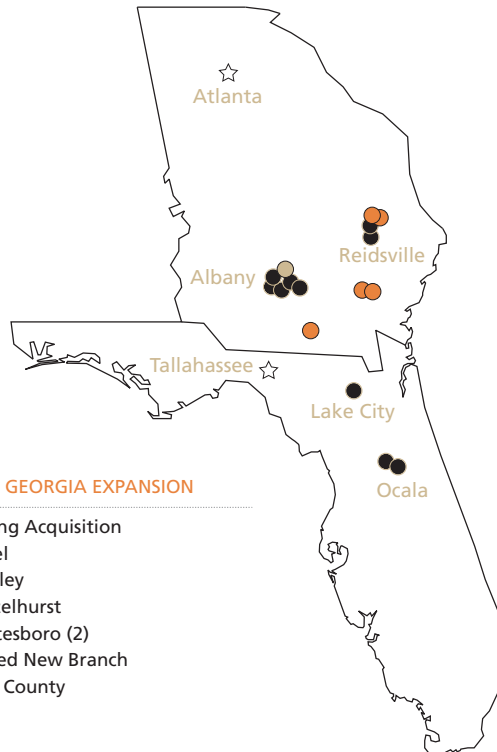 Atlanta
Reidsville
Albany
Tallahassee
Lake City
Ocala
GEORGIA EXPANSION
ng Acquisition
el
ley
elhurst
tesboro (2)
ed New Branch
County